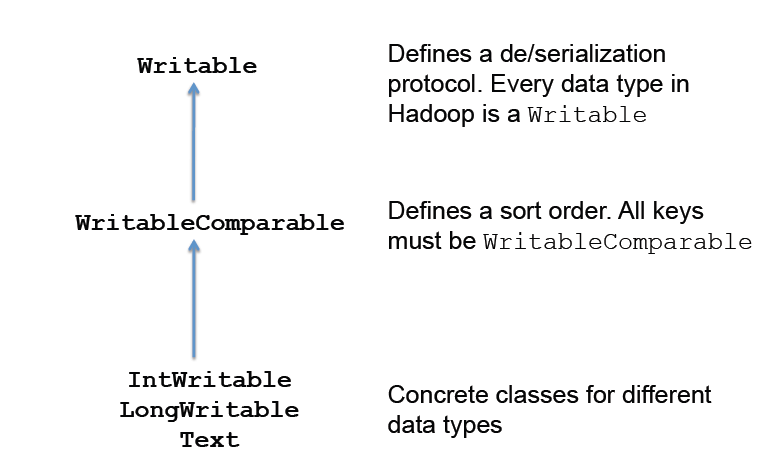 Writable
Defines a de/serialization
protocol. Every data type in
Hadoop is a Writable
WritableComparable
Defines a sort order. All keys
must be WritableComparable
IntWritable
LongWritable
Text
Concrete classes for different
data types